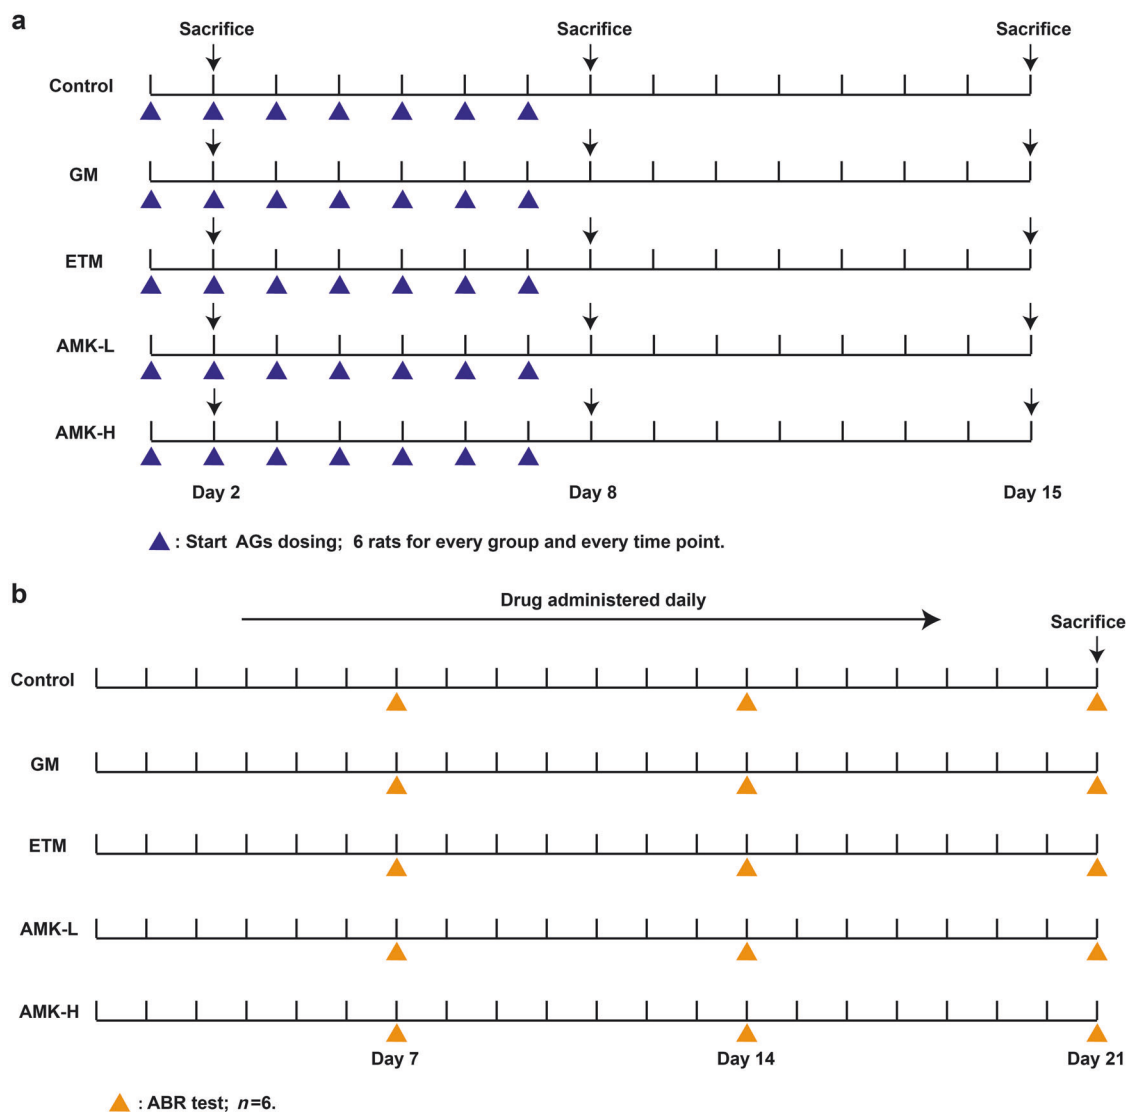 a
Sacrifice Sacrifice Sacrifice
Control
GM
ETM
AMK-L
AMK-H
Day 2 Day 8 Day 15
: Start AGs dosing; 6 rats for every group and every time point.
b
Drug administered daily
Sacrifice
Control
GM
ETM
AMK-L
AMK-H
Day 7 Day 14 Day 21
: ABR test; n=6.